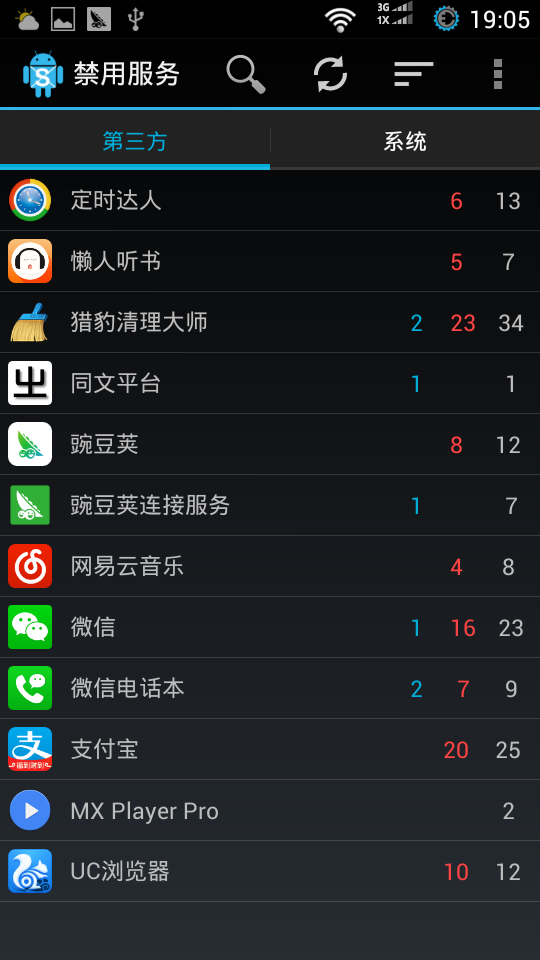 3G
1X
19:05
禁用服务
第三方 系统
定时达人 6 13
懒人听书 5 7
猎豹清理大师 2 23 34
同文平台 1 1
豌豆荚 8 12
豌豆荚连接服务 1 7
网易云音乐 4 8
微信 1 16 23
微信电话本 2 7 9
支付宝 20 25
MX Player Pro 2
UC浏览器 10 12